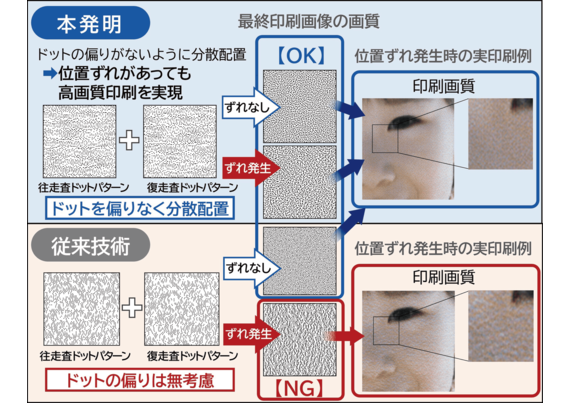 本発明
最終印刷画像の画質
ドットの偏りがないように分散配置
➡位置ずれがあっても
高画質印刷を実現
【OK】
位置ずれ発生時の実印刷例
印刷画質
ずれなし
ずれ発生
往走査ドットパターン
復走査ドットパターン
ドットを偏りなく分散配置
従来技術
位置ずれ発生時の実印刷例
印刷画質
ずれなし
ずれ発生
往走査ドットパターン
復走査ドットパターン
ドットの偏りは無考慮
【NG】